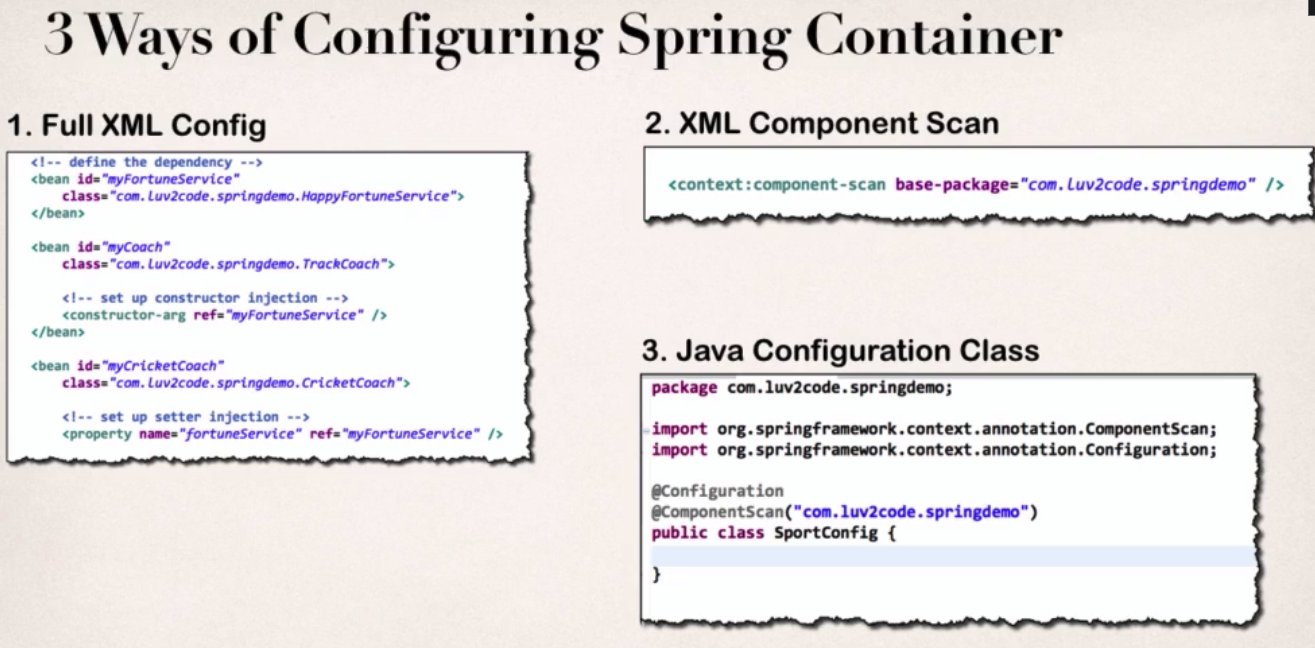 3 Ways of Configuring Spring Container
1. Full XML Config
<!-- define the dependency -->
<bean id="myFortuneService"
class="com.luv2code.springdemo.HappyFortuneService">
</bean>
<bean id="myCoach"
class="com.luv2code.springdemo.TrackCoach">
<!-- set up constructor injection -->
<constructor-arg ref="myFortuneService" />
</bean>
<bean id="myCricketCoach"
class="com.luv2code.springdemo.CricketCoach">
<!-- set up setter injection -->
<property name="fortuneService" ref="myFortuneService" />
2. XML Component Scan
<context:component-scan base-package="com.luv2code.springdemo" />
3. Java Configuration Class
package com.luv2code.springdemo;
import org.springframework.context.annotation.ComponentScan;
import org.springframework.context.annotation.Configuration;
@Configuration
@ComponentScan("com.luv2code.springdemo")
public class SportConfig {
}